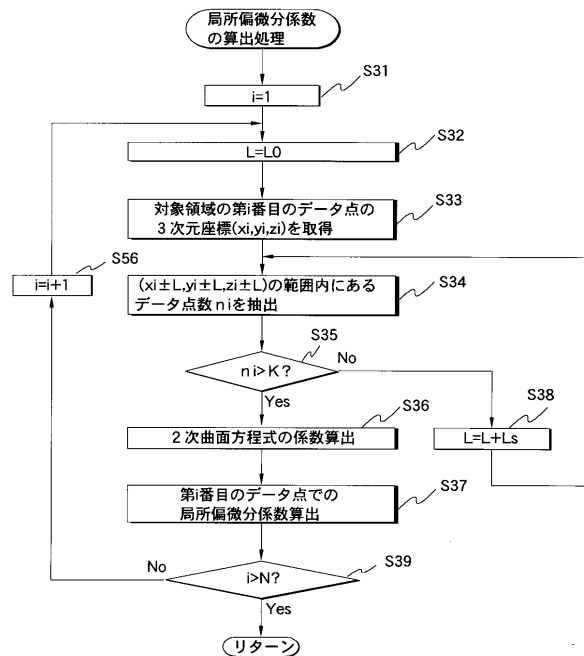 局所偏微分係数
の算出処理
S31
i=1
S32
L=L0
S33
対象領域の第i番目のデータ点の
3次元座標(xi,yi,zi)を取得
S56
i=i+1
S34
(xi±L,yi±L,zi±L)の範囲内にある
データ点数niを抽出
S35
ni>K?
No
Yes
S36
2次曲面方程式の係数算出
S38
L=L+Ls
S37
第i番目のデータ点での
局所偏微分係数算出
S39
No
i>N?
Yes
リターン